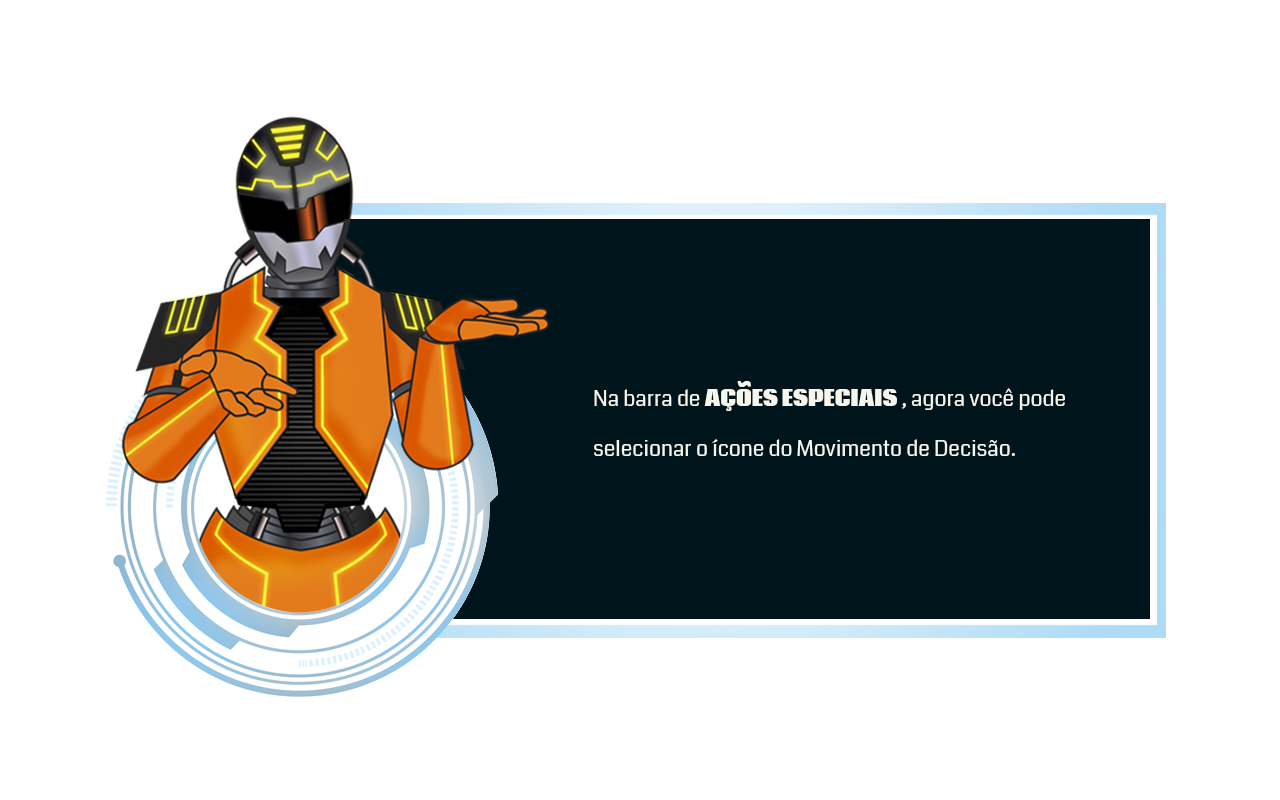 Na barra de AÇÕES ESPECIAIS , agora você pode
selecionar o ícone do Movimento de Decisão.